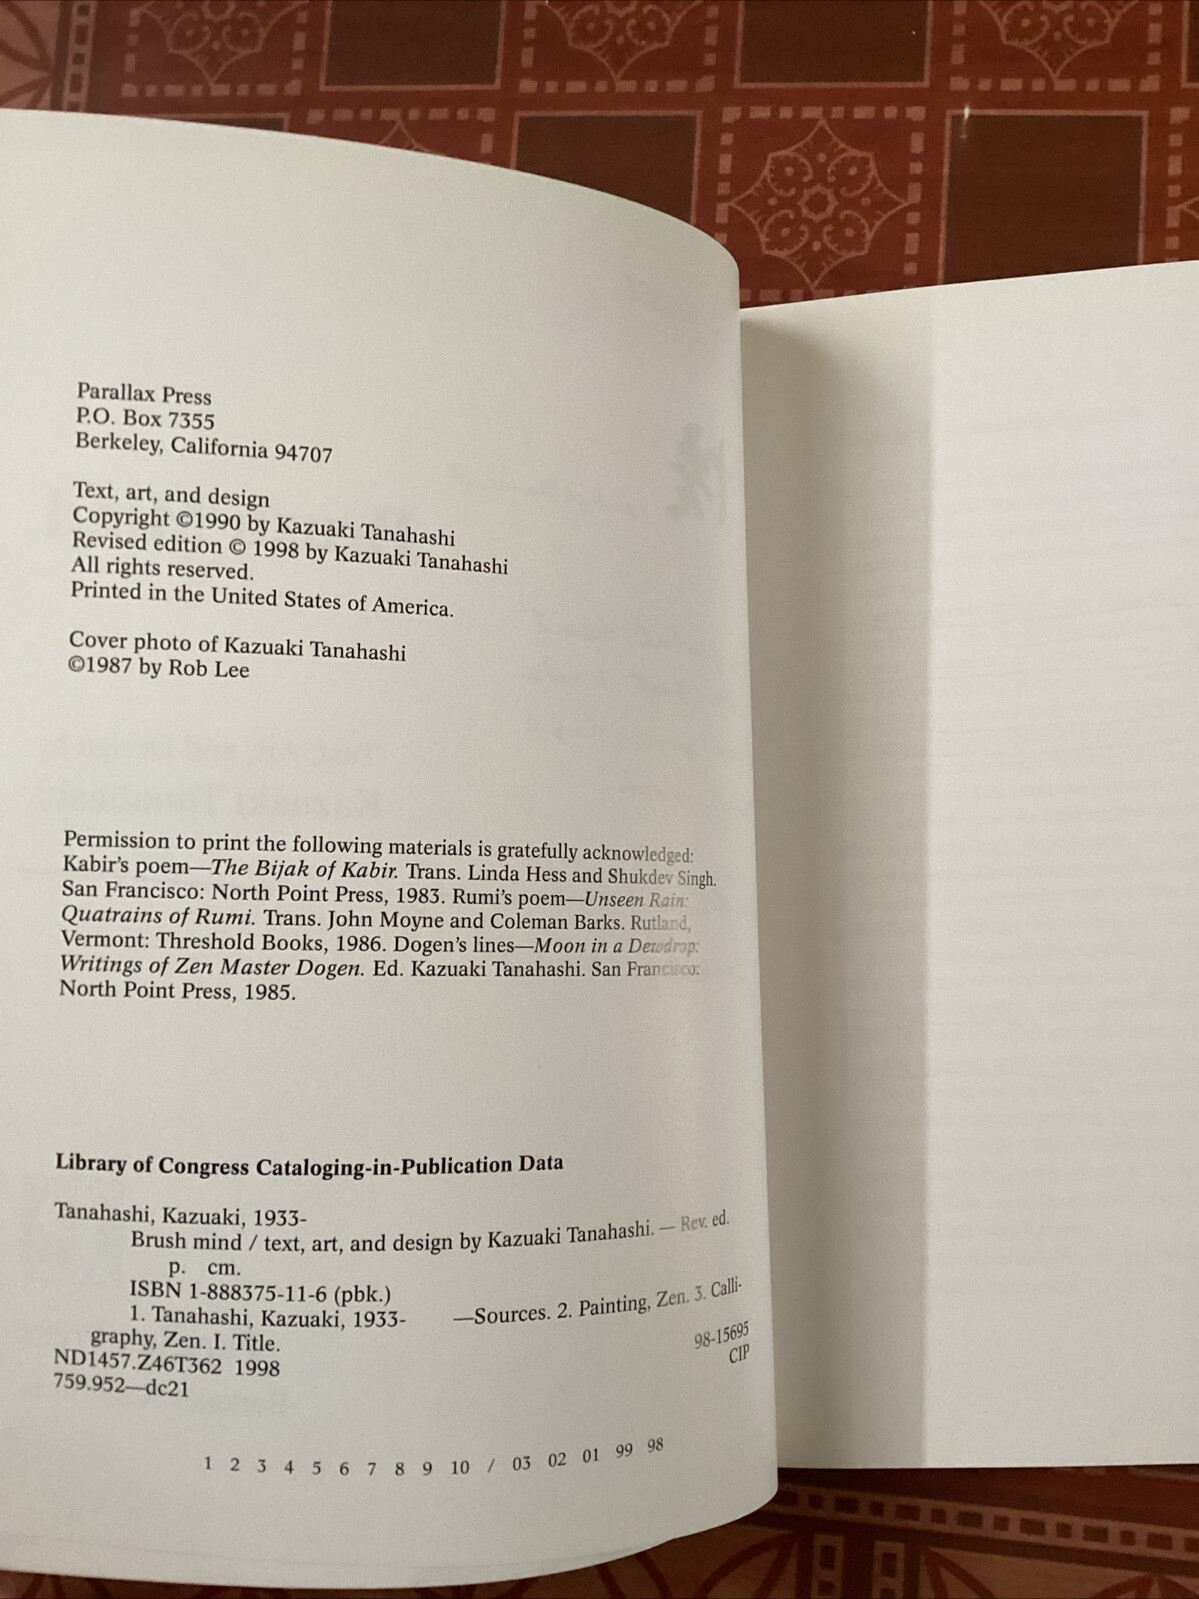 Parallax Press
P.O. Box 7355
Berkeley, California 94707
Text, art, and design
Copyright ©1990 by Kazuaki Tanahashi
Revised edition © 1998 by Kazuaki Tanahashi
All rights reserved.
Printed in the United States of America.
Cover photo of Kazuaki Tanahashi
©1987 by Rob Lee
Permission to print the following materials is gratefully acknowledged:
Kabir's poem—The Bijak of Kabir. Trans. Linda Hess and Shukdev Singh.
San Francisco: North Point Press, 1983. Rumi's poem—Unseen Rain:
Quatrains of Rumi. Trans. John Moyne and Coleman Barks. Rutland,
Vermont: Threshold Books, 1986. Dogen's lines—Moon in a Dewdrop:
Writings of Zen Master Dogen. Ed. Kazuaki Tanahashi. San Francisco:
North Point Press, 1985.
Library of Congress Cataloging-in-Publication Data
Tanahashi, Kazuaki, 1933-
Brush mind / text, art, and design by Kazuaki Tanahashi. — Rev. ed.
p. cm.
ISBN 1-888375-11-6 (pbk.)
1. Tanahashi, Kazuaki, 1933- —Sources. 2. Painting, Zen. 3. Calli-
graphy, Zen. I. Title.
ND1457.Z46T362 1998
759.952—dc21
98-15695
CIP
1 2 3 4 5 6 7 8 9 10 / 03 02 01 99 98